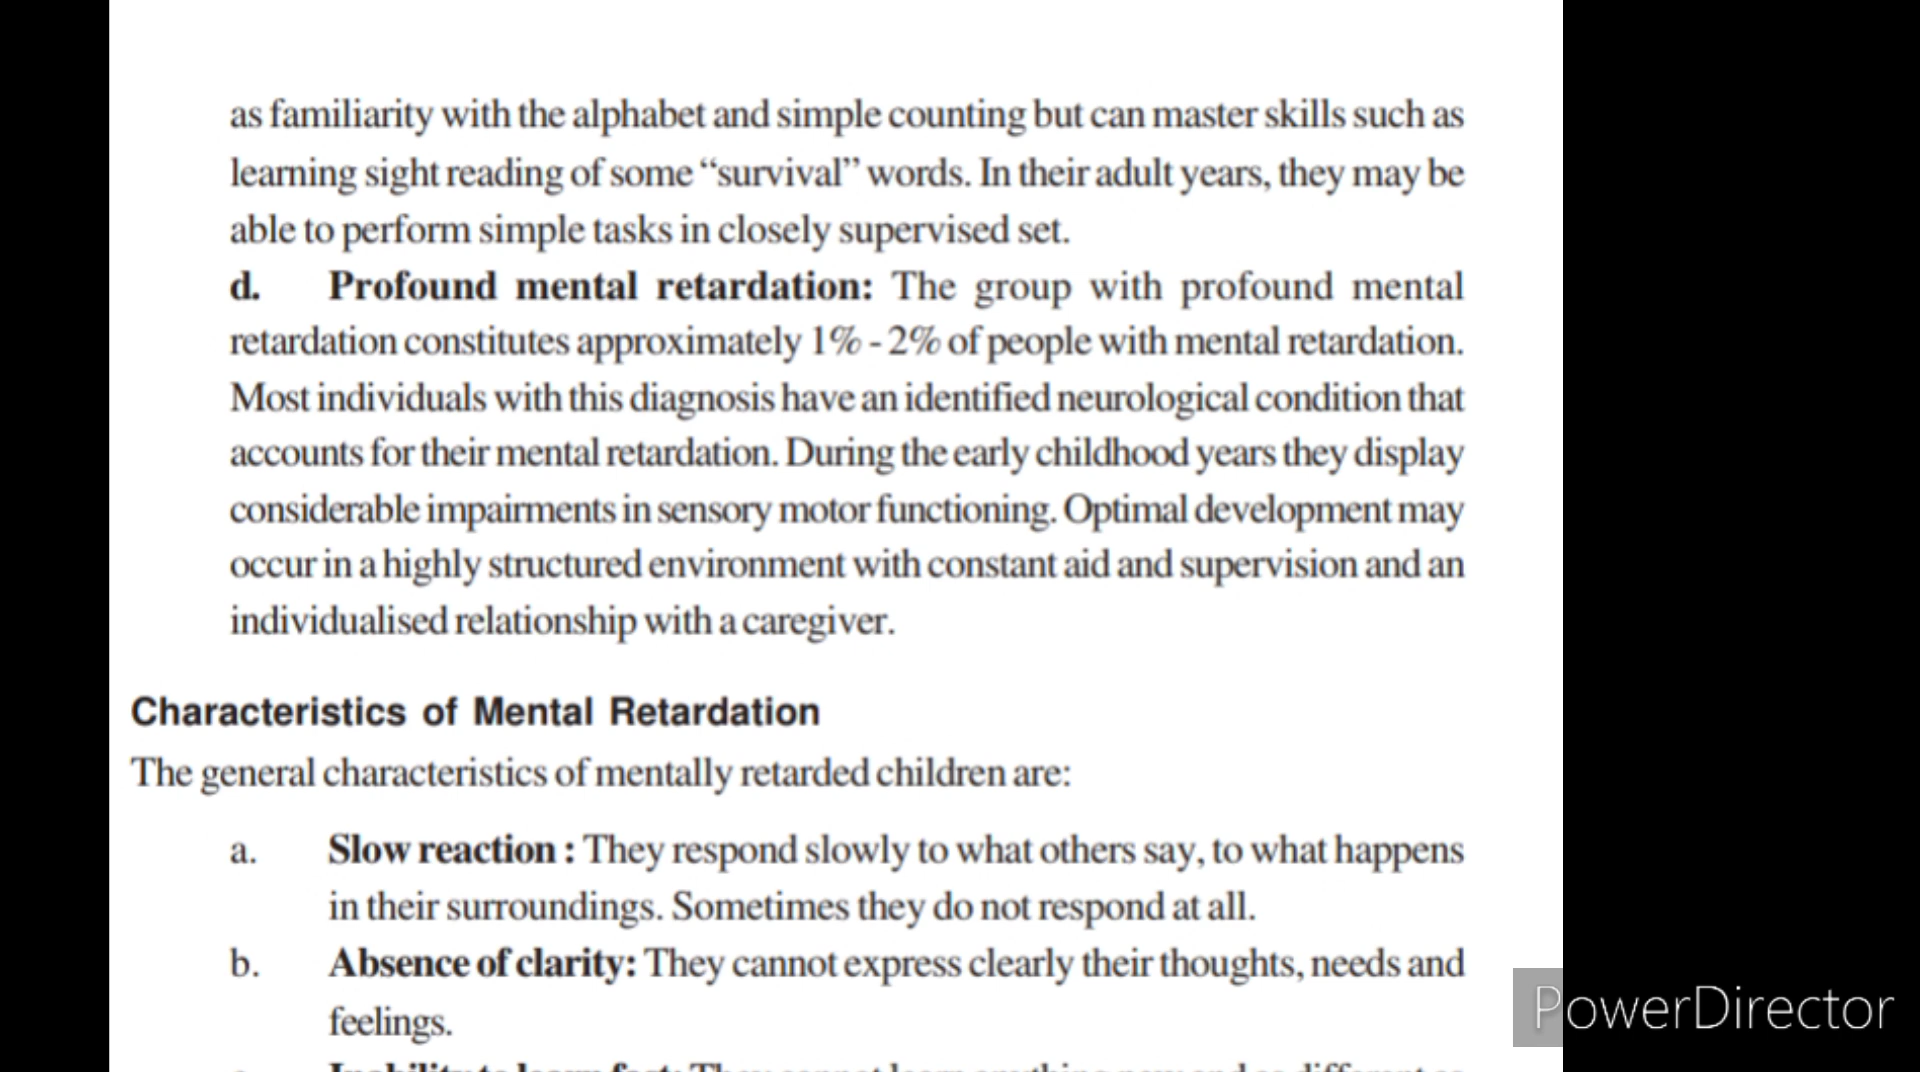 as familiarity with the alphabet and simple counting but can master skills such as
learning sight reading of some “survival” words. In their adult years, they may be
able to perform simple tasks in closely supervised set.
d. Profound mental retardation: The group with profound mental
retardation constitutes approximately 1% - 2% of people with mental retardation.
Most individuals with this diagnosis have an identified neurological condition that
accounts for their mental retardation. During the early childhood years they display
considerable impairments in sensory motor functioning. Optimal development may
occur in a highly structured environment with constant aid and supervision and an
individualised relationship with a caregiver.
Characteristics of Mental Retardation
The general characteristics of mentally retarded children are:
a. Slow reaction : They respond slowly to what others say, to what happens
in their surroundings. Sometimes they do not respond at all.
b. Absence of clarity: They cannot express clearly their thoughts, needs and
feelings.
PowerDirector